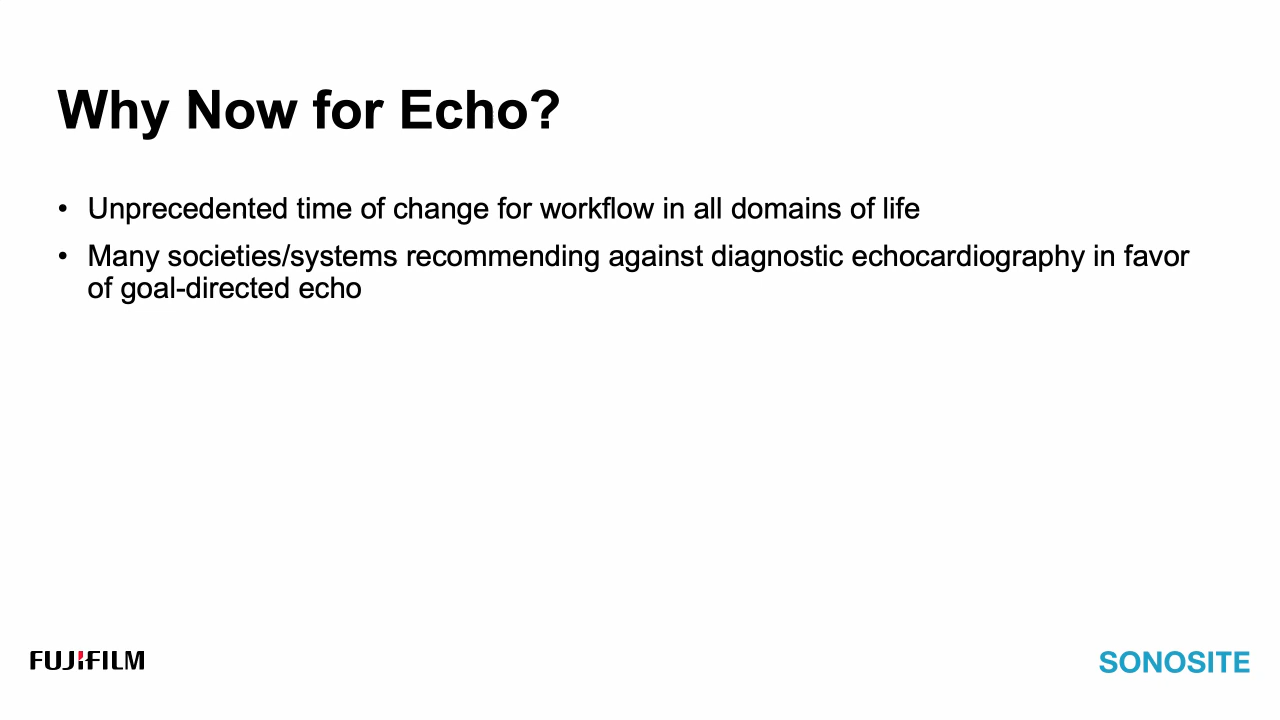 Why Now for Echo?
• Unprecedented time of change for workflow in all domains of life
• Many societies/systems recommending against diagnostic echocardiography in favor
of goal-directed echo
FUJIFILM
SONOSITE